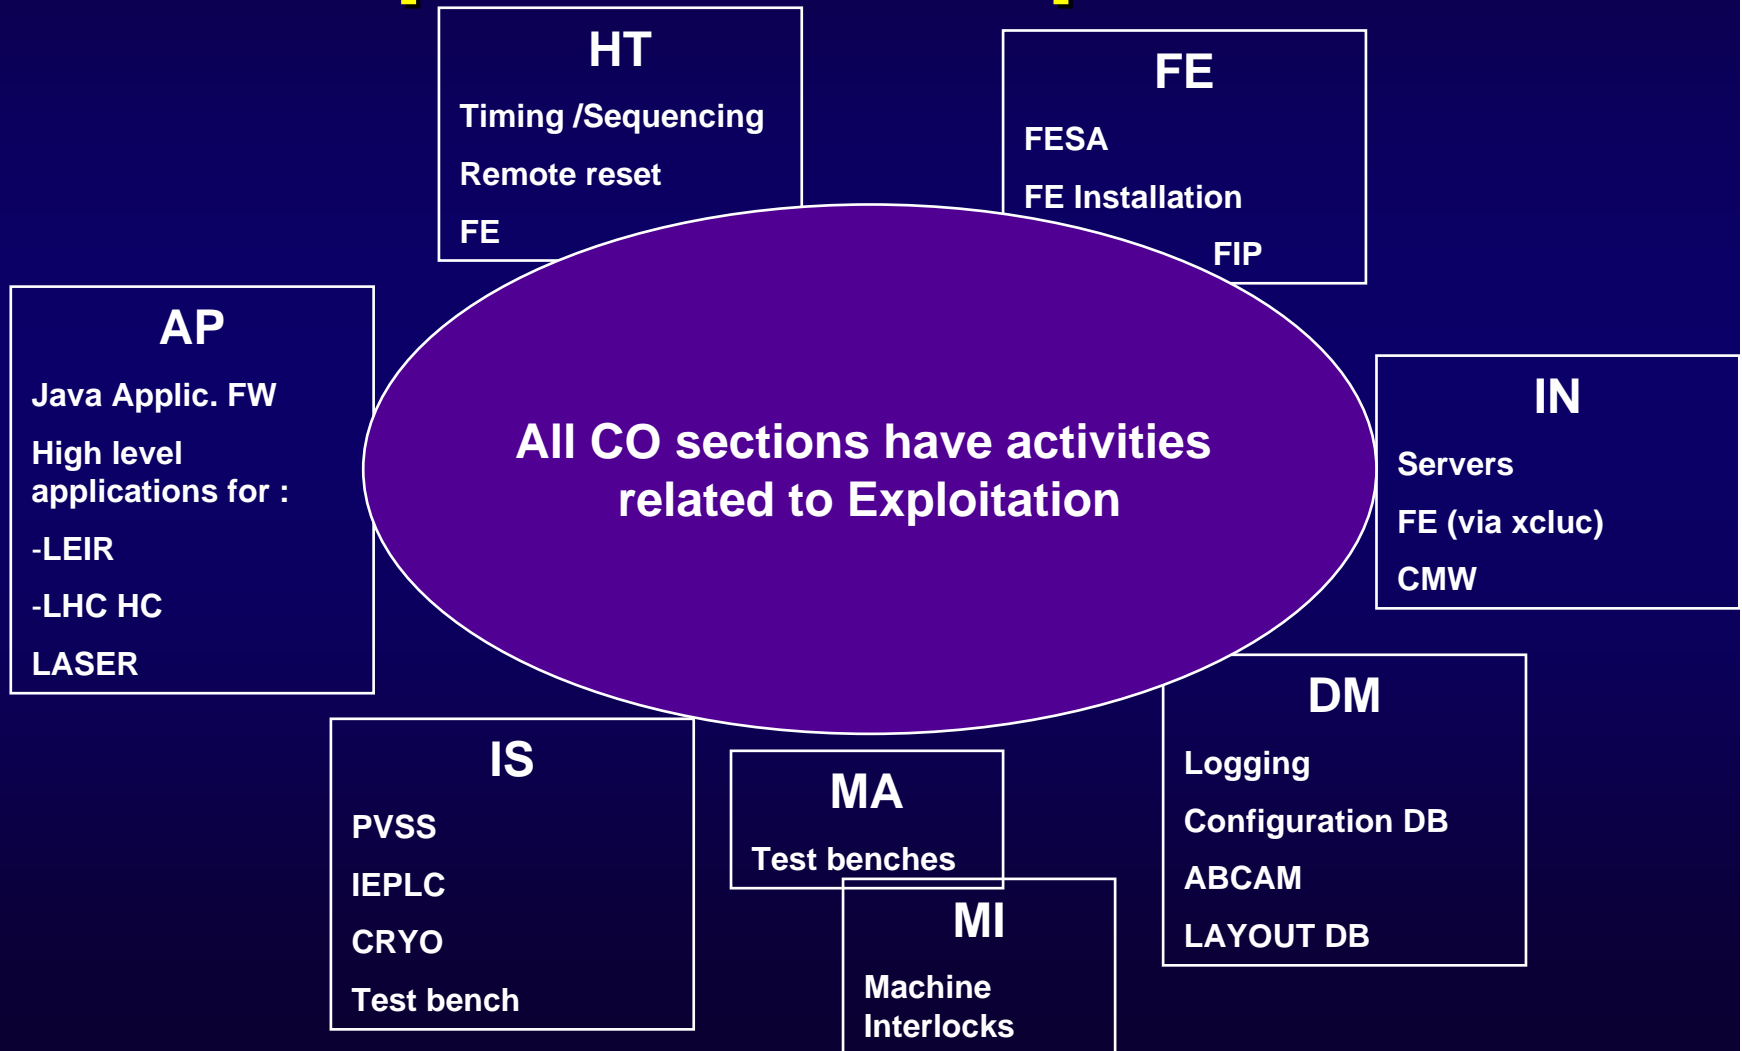 HT
Timing /Sequencing
Remote reset
FE
FE
FESA
FE Installation
FIP
AP
Java Applic. FW
High level
applications for :
-LEIR
-LHC HC
LASER
All CO sections have activities
related to Exploitation
IN
Servers
FE (via xcluc)
CMW
IS
PVSS
IEPLC
CRYO
Test bench
MA
Test benches
MI
Machine
Interlocks
DM
Logging
Configuration DB
ABCAM
LAYOUT DB